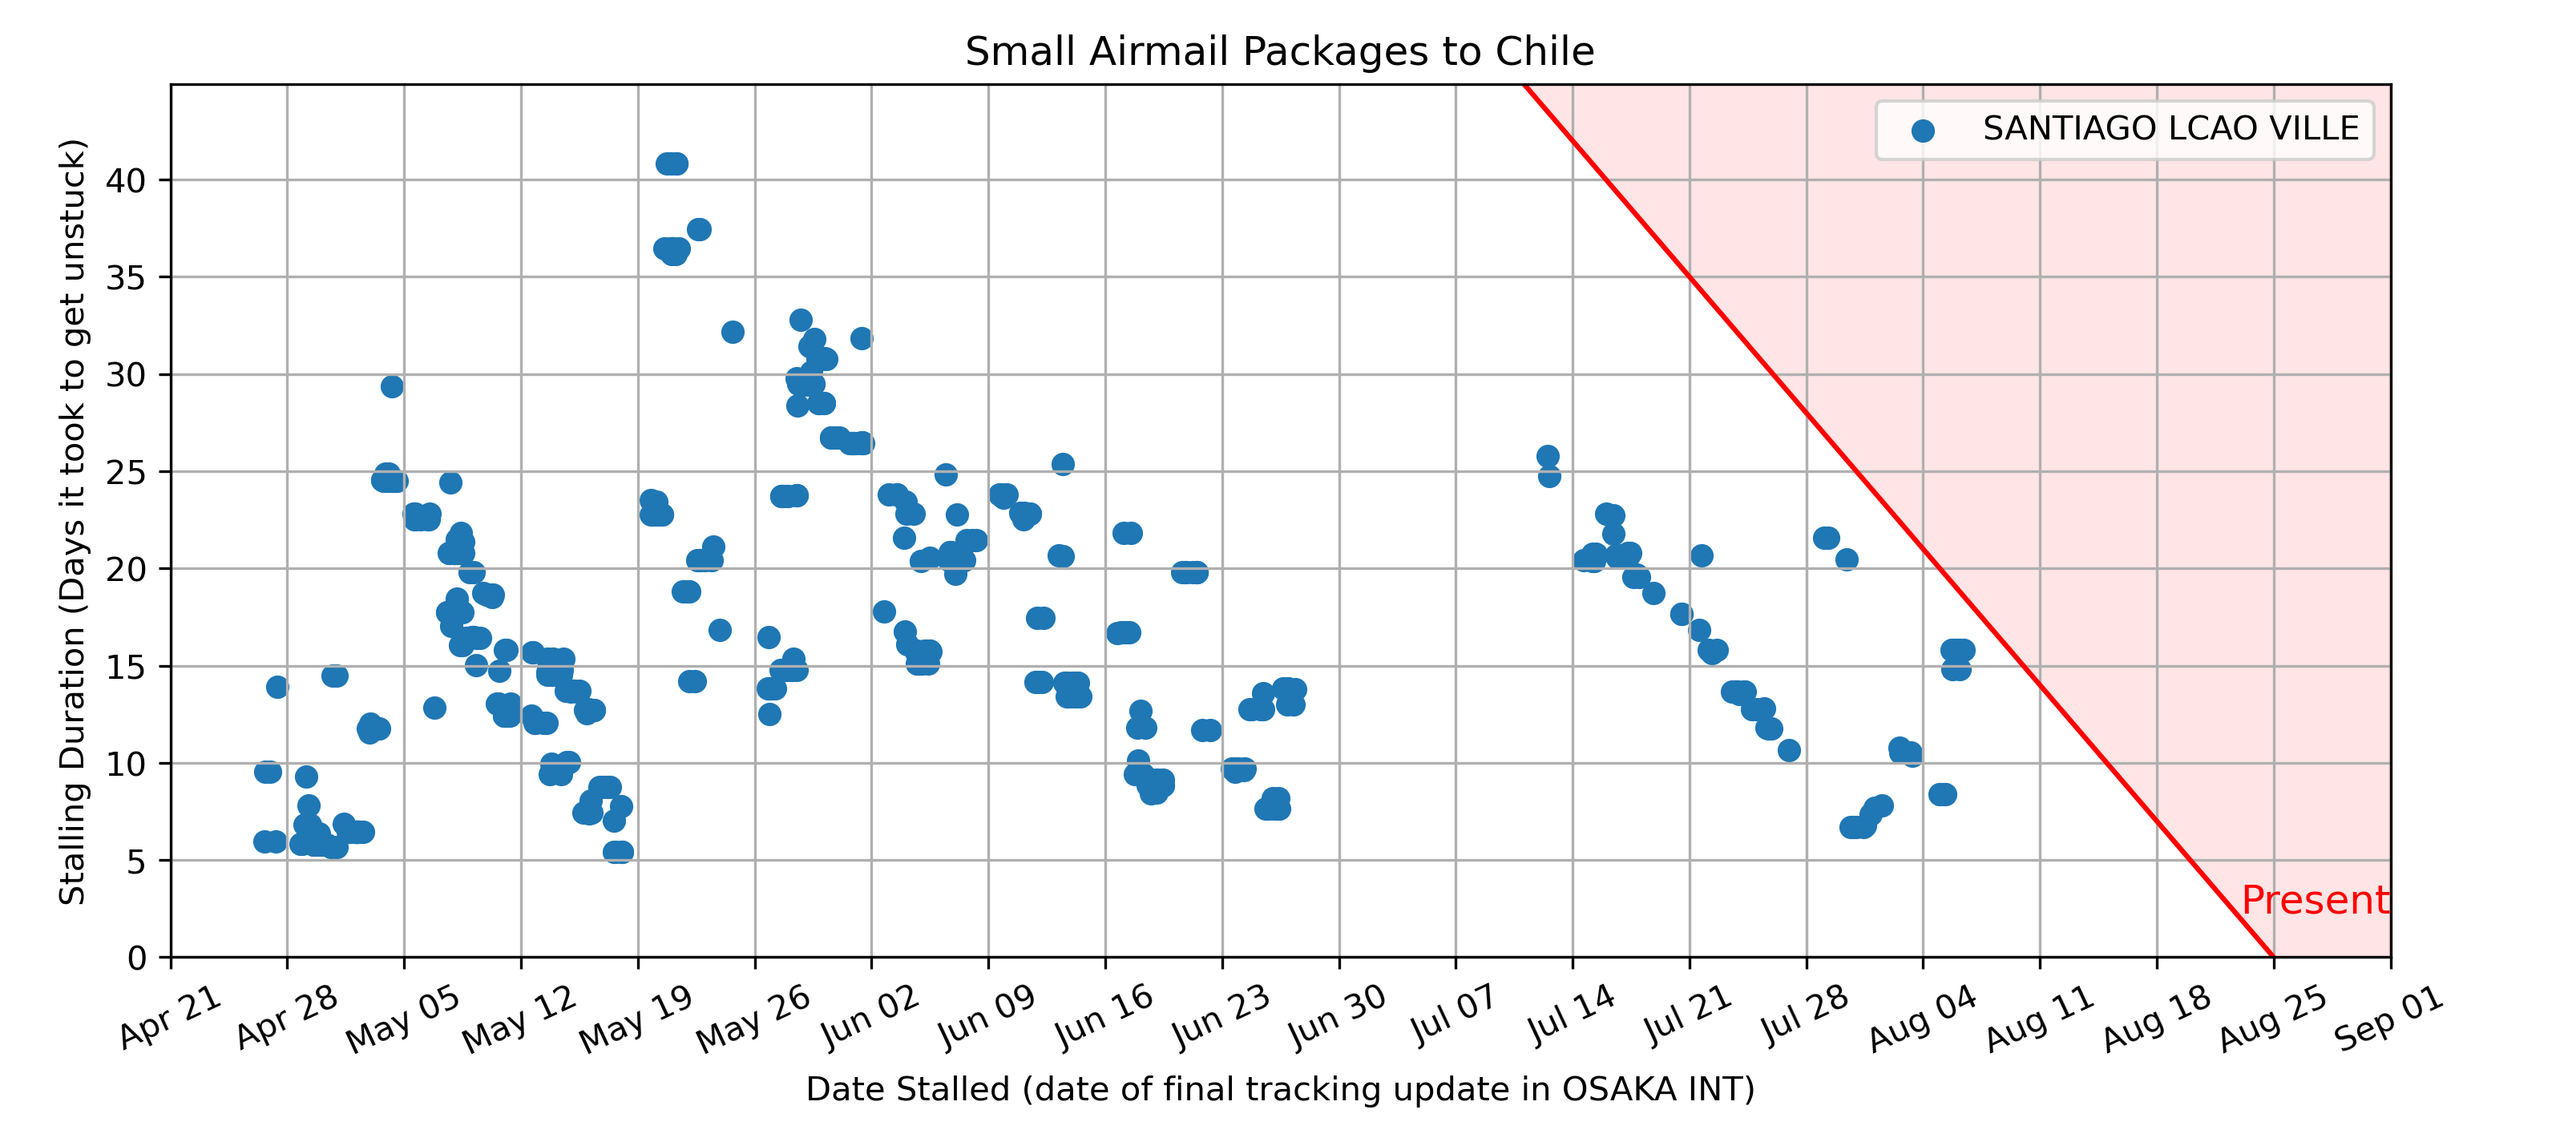 Small Airmail Packages to Chile
SANTIAGO LCAO VILLE
Stalling Duration (Days it took to get unstuck)
40
35
30
25
20
15
10
5
0
Present
Apr 21
Apr 28
May 05
May 12
May 19
May 26
Jun 02
Jun 09
Jun 16
Jun 23
Jun 30
Jul 07
Jul 14
Jul 21
Jul 28
Aug 04
Aug 11
Aug 18
Aug 25
Sep 01
Date Stalled (date of final tracking update in OSAKA INT)